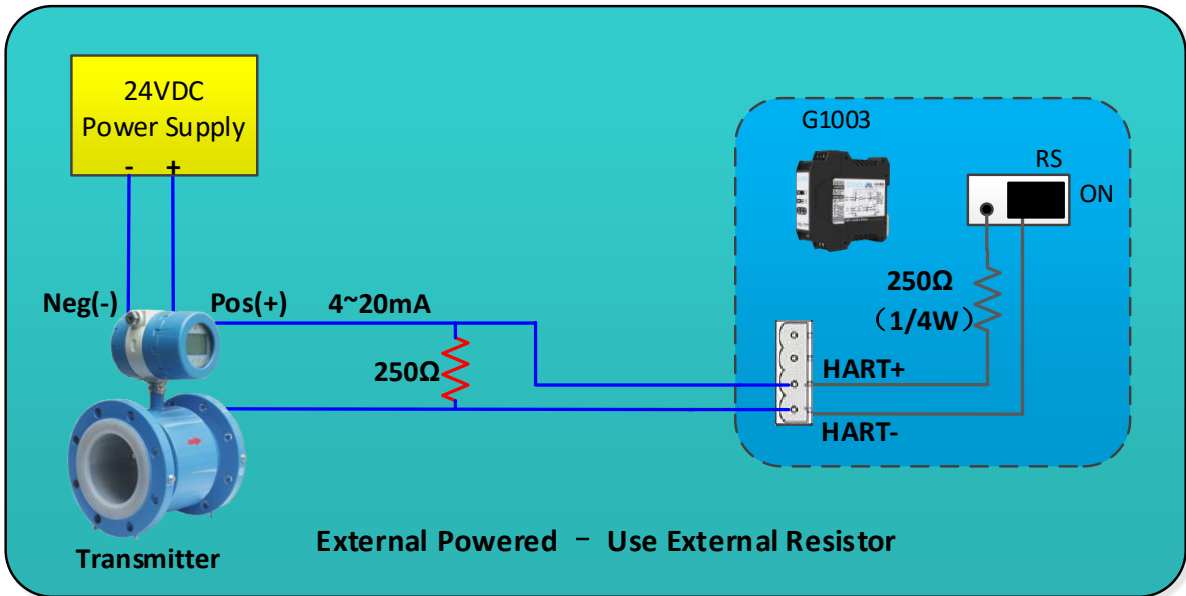 24VDC
Power Supply
- +
G1003
RS
ON
Neg(-)
Pos(+)
4~20mA
250Ω
250Ω
（1/4W）
HART+
HART-
Transmitter
External Powered － Use External Resistor